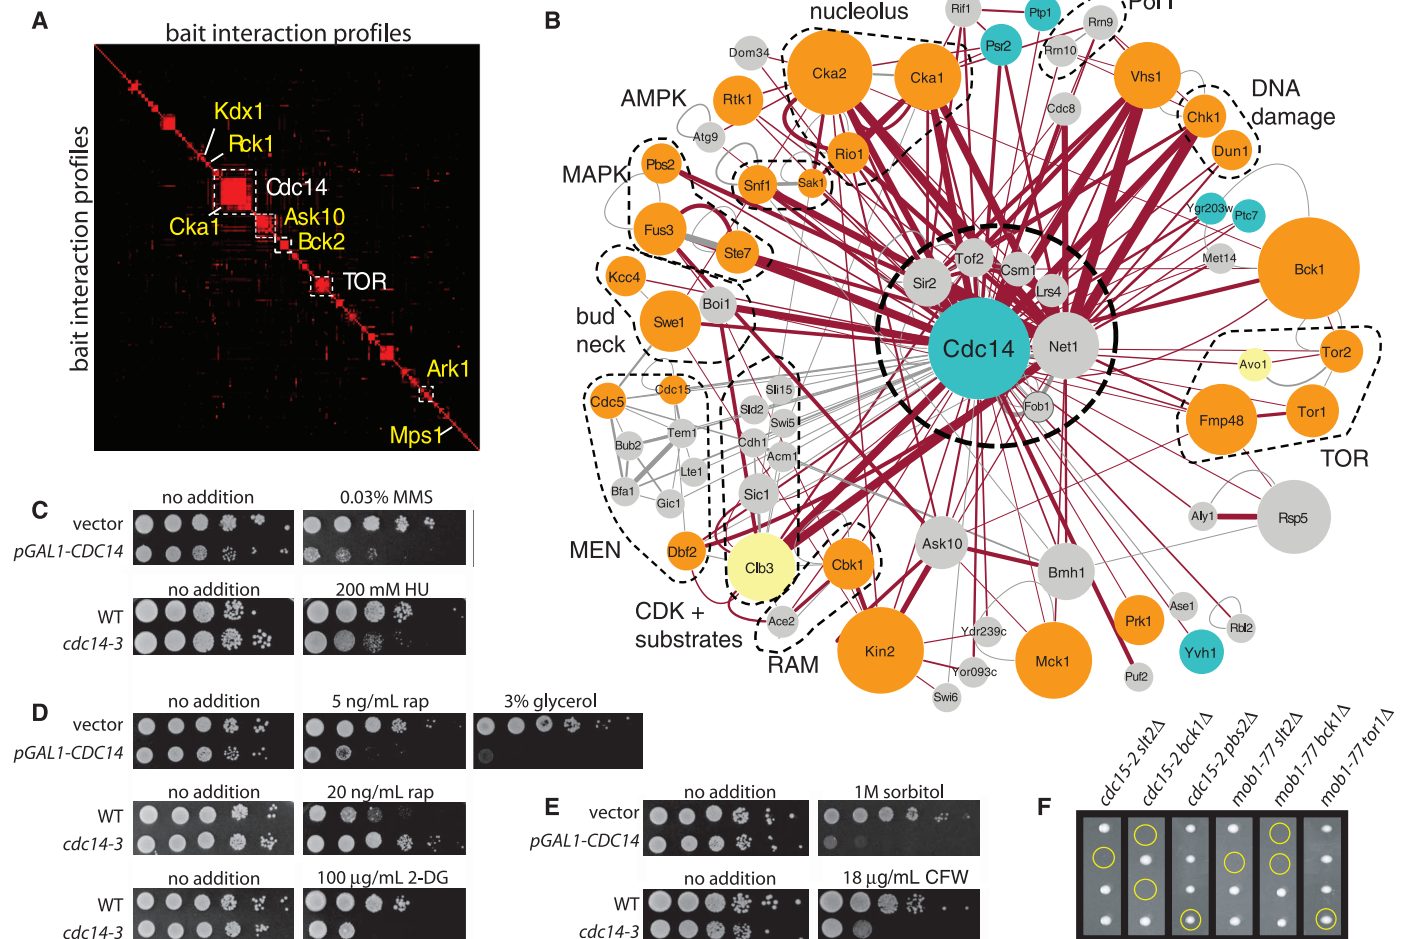 A
bait interaction profiles
bait interaction profiles
Kdx1
Rck1
Cdc14
Cka1
Ask10
Bck2
TOR
Ark1
Mps1
B
nucleolus
Pol I
Rif1
Ptp1
Rrn9
Psr2
Rrn10
Dom34
Cka2
Cka1
Vhs1
DNA
damage
AMPK
Rtk1
Cdc8
Chk1
Atg9
Rio1
Dun1
MAPK
Pbs2
Snf1
Sak1
Ygr203w
Ptc7
Fus3
Ste7
Met14
Bck1
Kcc4
Tof2
Csm1
Sir2
Lrs4
bud
neck
Boi1
Swe1
Cdc14
Net1
Tor2
Avo1
Cdc5
Cdc15
Sli15
Sld2
Swi5
Fob1
Fmp48
Tor1
TOR
Bub2
Tem1
Cdh1
Acm1
Lte1
Bfa1
Gic1
Sic1
Aly1
Rsp5
MEN
Dbf2
Clb3
Cbk1
Ask10
Bmh1
CDK +
substrates
Ace2
RAM
Ase1
Prk1
Rbl2
Ydr239c
Kin2
Yor093c
Mck1
Yvh1
Puf2
Swi6
C
no addition
0.03% MMS
vector
pGAL1-CDC14
no addition
200 mM HU
WT
cdc14-3
D
no addition
5 ng/mL rap
3% glycerol
vector
pGAL1-CDC14
no addition
20 ng/mL rap
WT
cdc14-3
no addition
100 µg/mL 2-DG
WT
cdc14-3
E
no addition
1M sorbitol
vector
pGAL1-CDC14
no addition
18 µg/mL CFW
WT
cdc14-3
F
cdc15-2 slt2Δ
cdc15-2 bck1Δ
cdc15-2 pbs2Δ
mob1-77 slt2Δ
mob1-77 bck1Δ
mob1-77 tor1Δ